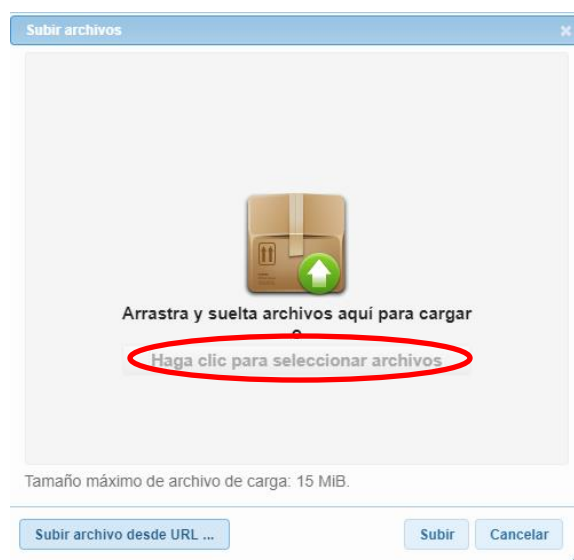 Subir archivos
Arrastra y suelta archivos aquí para cargar
o
Haga clic para seleccionar archivos
Tamaño máximo de archivo de carga: 15 MiB.
Subir archivo desde URL ...
Subir
Cancelar